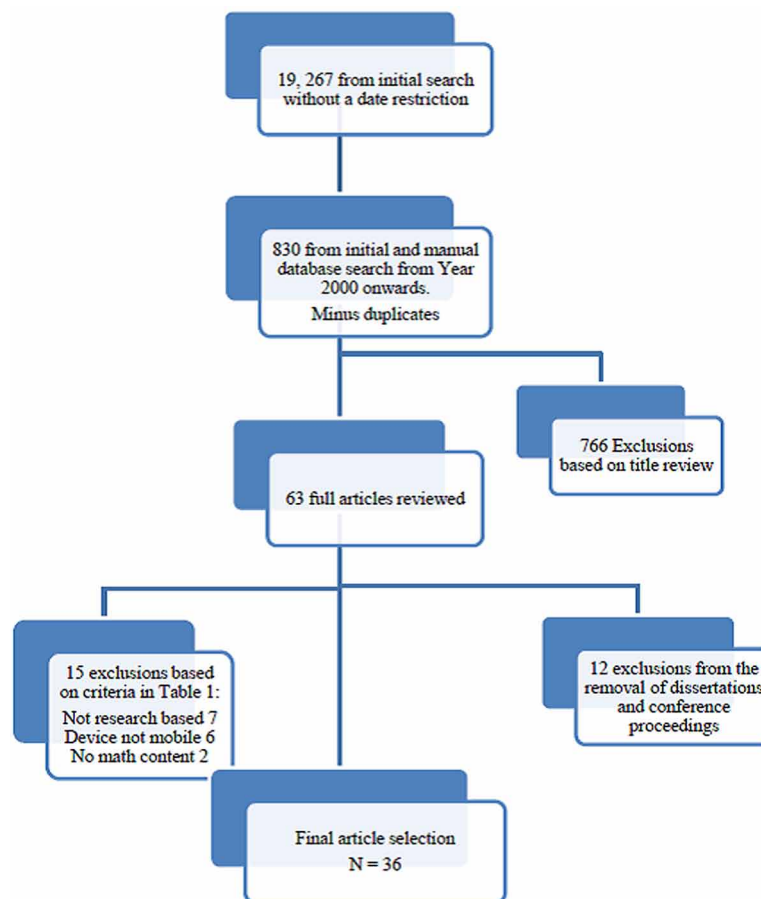 19, 267 from initial search
without a date restriction
830 from initial and manual
database search from Year
2000 onwards.
Minus duplicates
766 Exclusions
based on title review
63 full articles reviewed
15 exclusions based
on criteria in Table 1:
Not research based 7
Device not mobile 6
No math content 2
12 exclusions from the
removal of dissertations
and conference
proceedings
Final article selection
N = 36